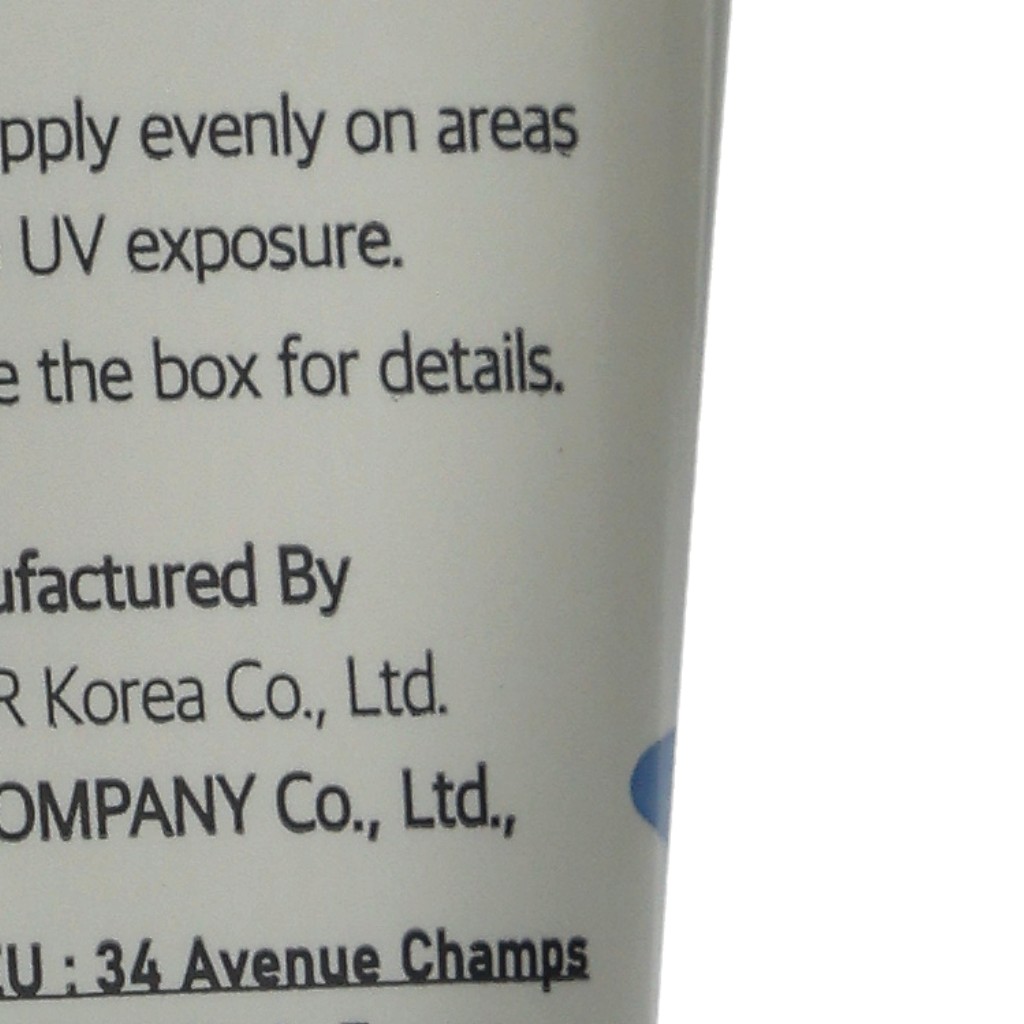 pply evenly on areas
UV exposure.
e the box for details.
ufactured By
R Korea Co., Ltd.
OMPANY Co., Ltd.,
EU : 34 Avenue Champs